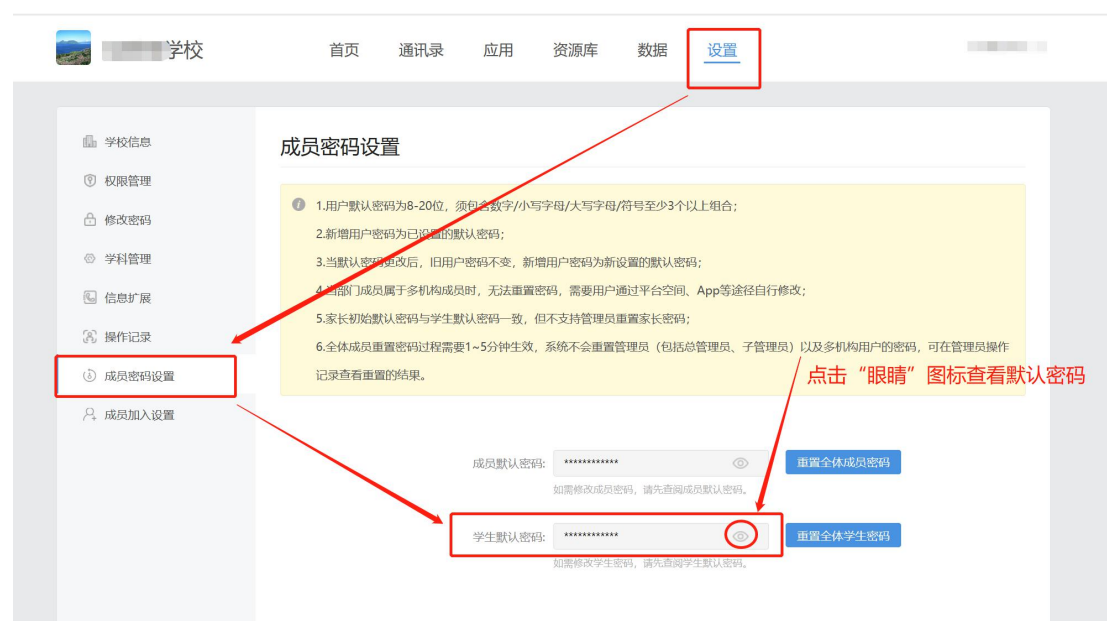 学校
首页 通讯录 应用 资源库 数据 设置
学校信息
权限管理
修改密码
学科管理
信息扩展
操作记录
成员密码设置
成员加入设置
成员密码设置
1.用户默认密码为8-20位，须包含数字/小写字母/大写字母/符号至少3个以上组合；
2.新增用户密码为已设置的默认密码；
3.当默认密码更改后，旧用户密码不变，新增用户密码为新设置的默认密码；
4.当部门成员属于多机构成员时，无法重置密码，需要用户通过平台空间、App等途径自行修改；
5.家长初始默认密码与学生默认密码一致，但不支持管理员重置家长密码；
6.全体成员重置密码过程需要1~5分钟生效，系统不会重置管理员（包括总管理员、子管理员）以及多机构用户的密码，可在管理员操作
记录查看重置的结果。
点击“眼睛”图标查看默认密码
成员默认密码: ************ 重置全体成员密码
如需修改成员密码，请先查阅成员默认密码。
学生默认密码: ************ 重置全体学生密码
如需修改学生密码，请先查阅学生默认密码。